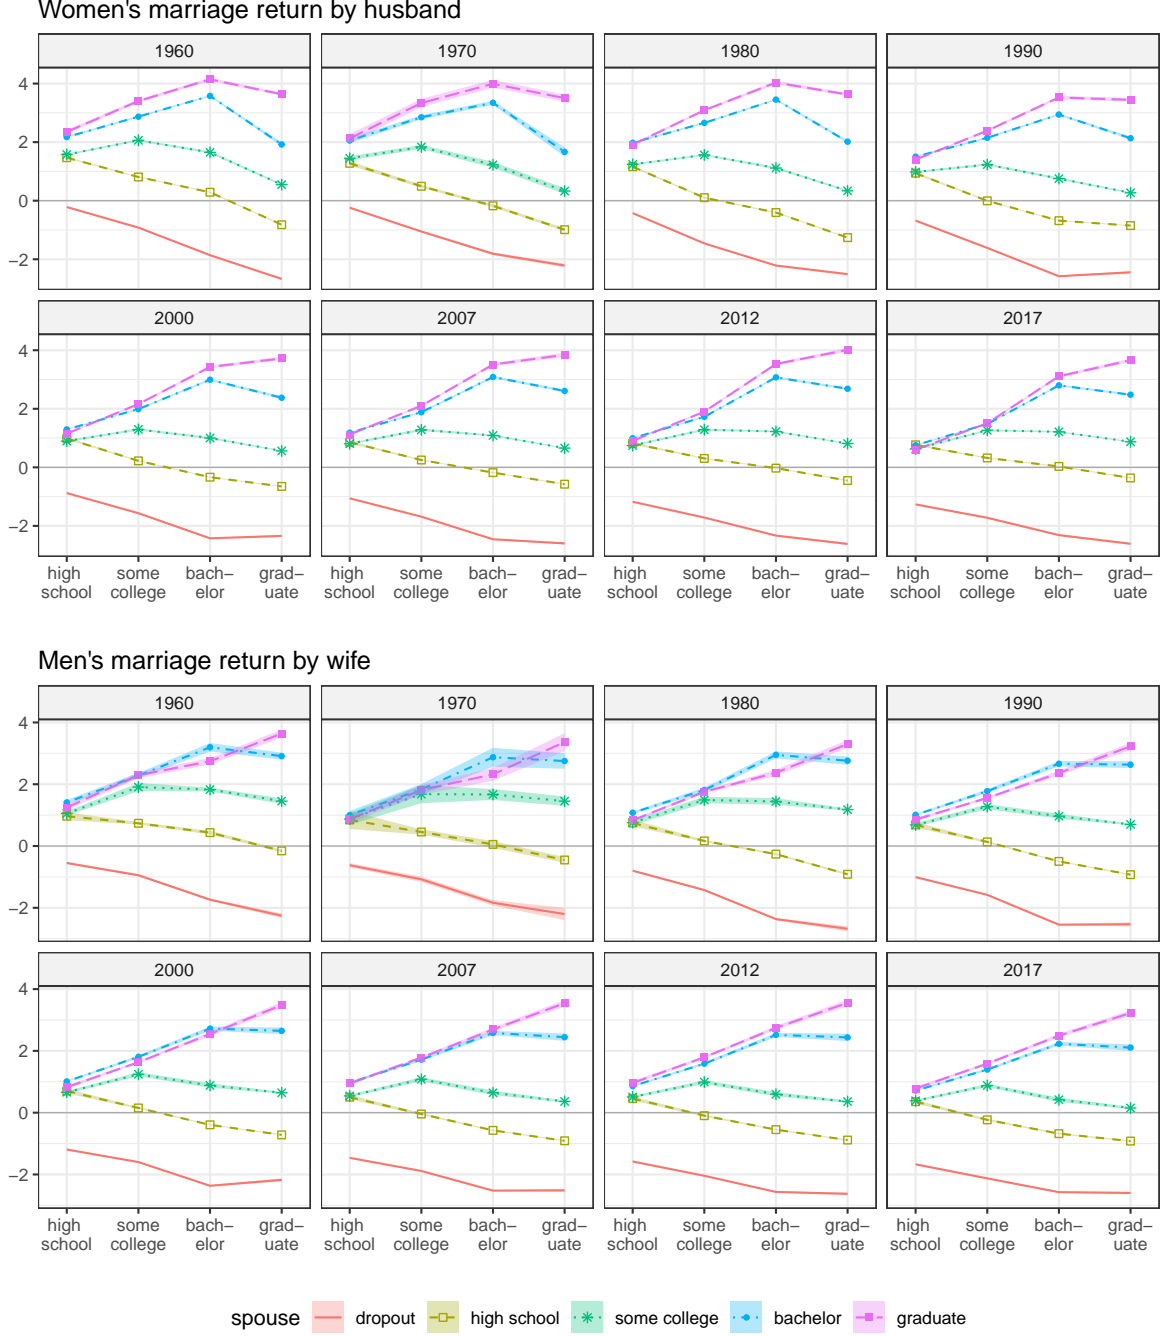 Women's marriage return by husband
1960 1970 1980 1990
4
2
0
−2
2000 2007 2012 2017
4
2
0
−2
high some bach− grad− high some bach− grad− high some bach− grad− high some bach− grad−
school college elor uate school college elor uate school college elor uate school college elor uate
Men's marriage return by wife
1960 1970 1980 1990
4
2
0
−2
2000 2007 2012 2017
4
2
0
−2
high some bach− grad− high some bach− grad− high some bach− grad− high some bach− grad−
school college elor uate school college elor uate school college elor uate school college elor uate
spouse dropout high school some college bachelor graduate